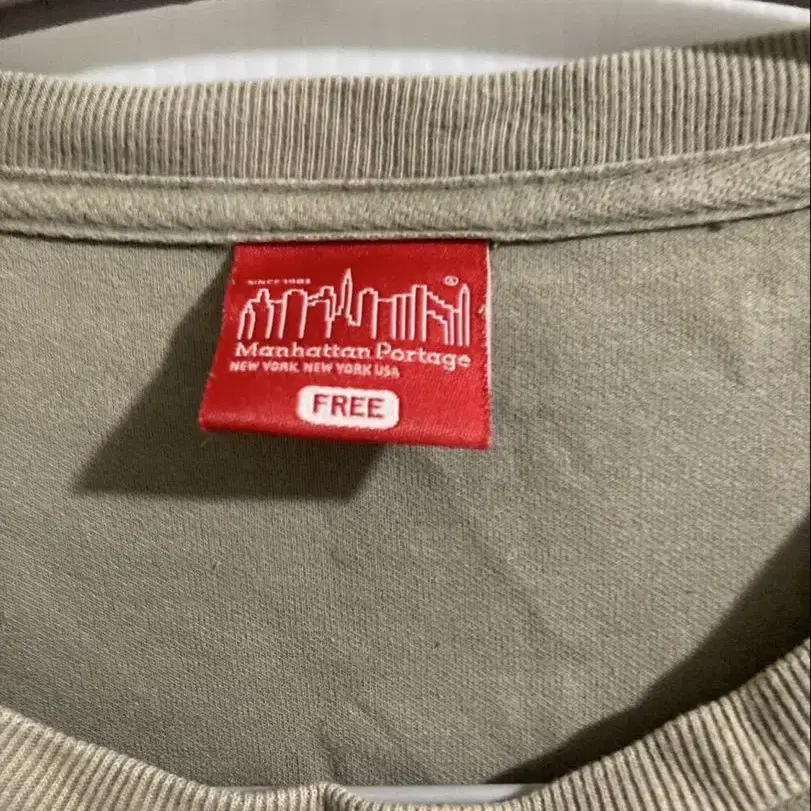 SINCE 1983
Manhattan Portage
NEW YORK, NEW YORK USA
FREE